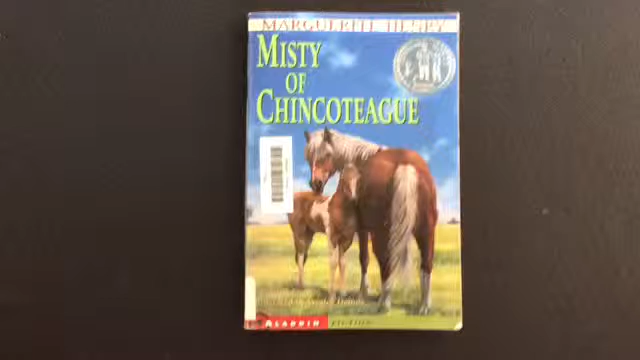 MARGUERITE HENRY
MISTY
OF
CHINCOTEAGUE
ALADDIN